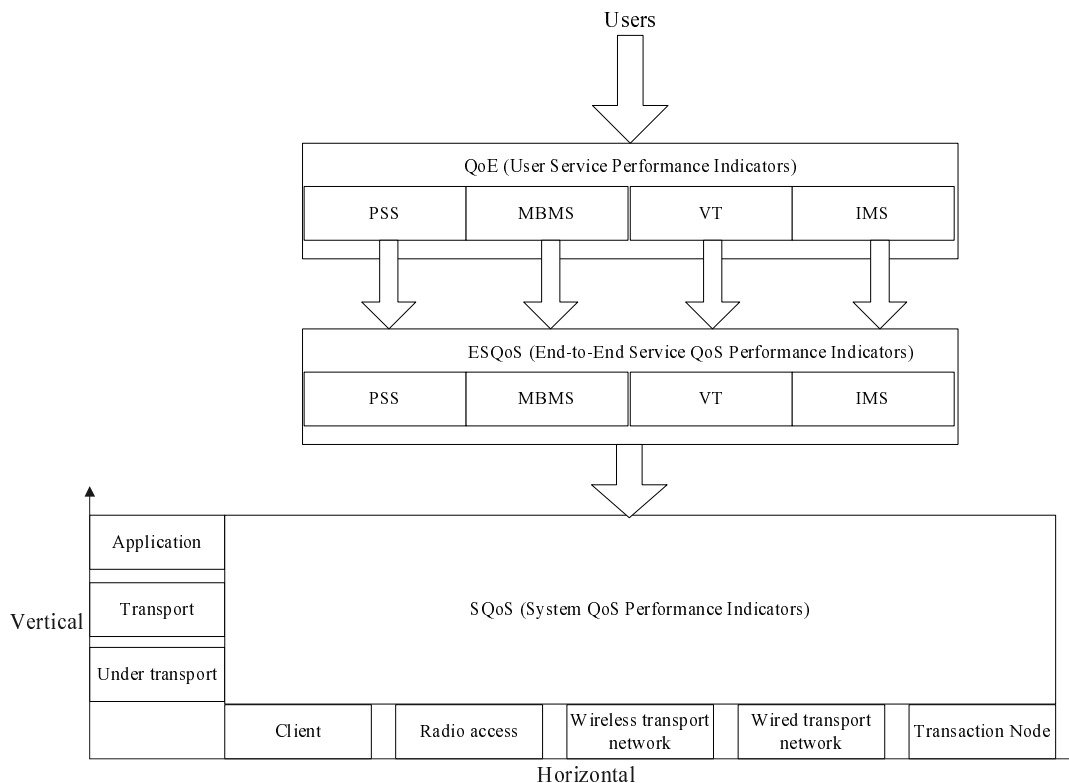 Users
QoE (User Service Performance Indicators)
PSS
MBMS
VT
IMS
ESQoS (End-to-End Service QoS Performance Indicators)
PSS
MBMS
VT
IMS
Application
Transport
Under transport
Vertical
SQoS (System QoS Performance Indicators)
Client
Radio access
Wireless transport
network
Wired transport
network
Transaction Node
Horizontal